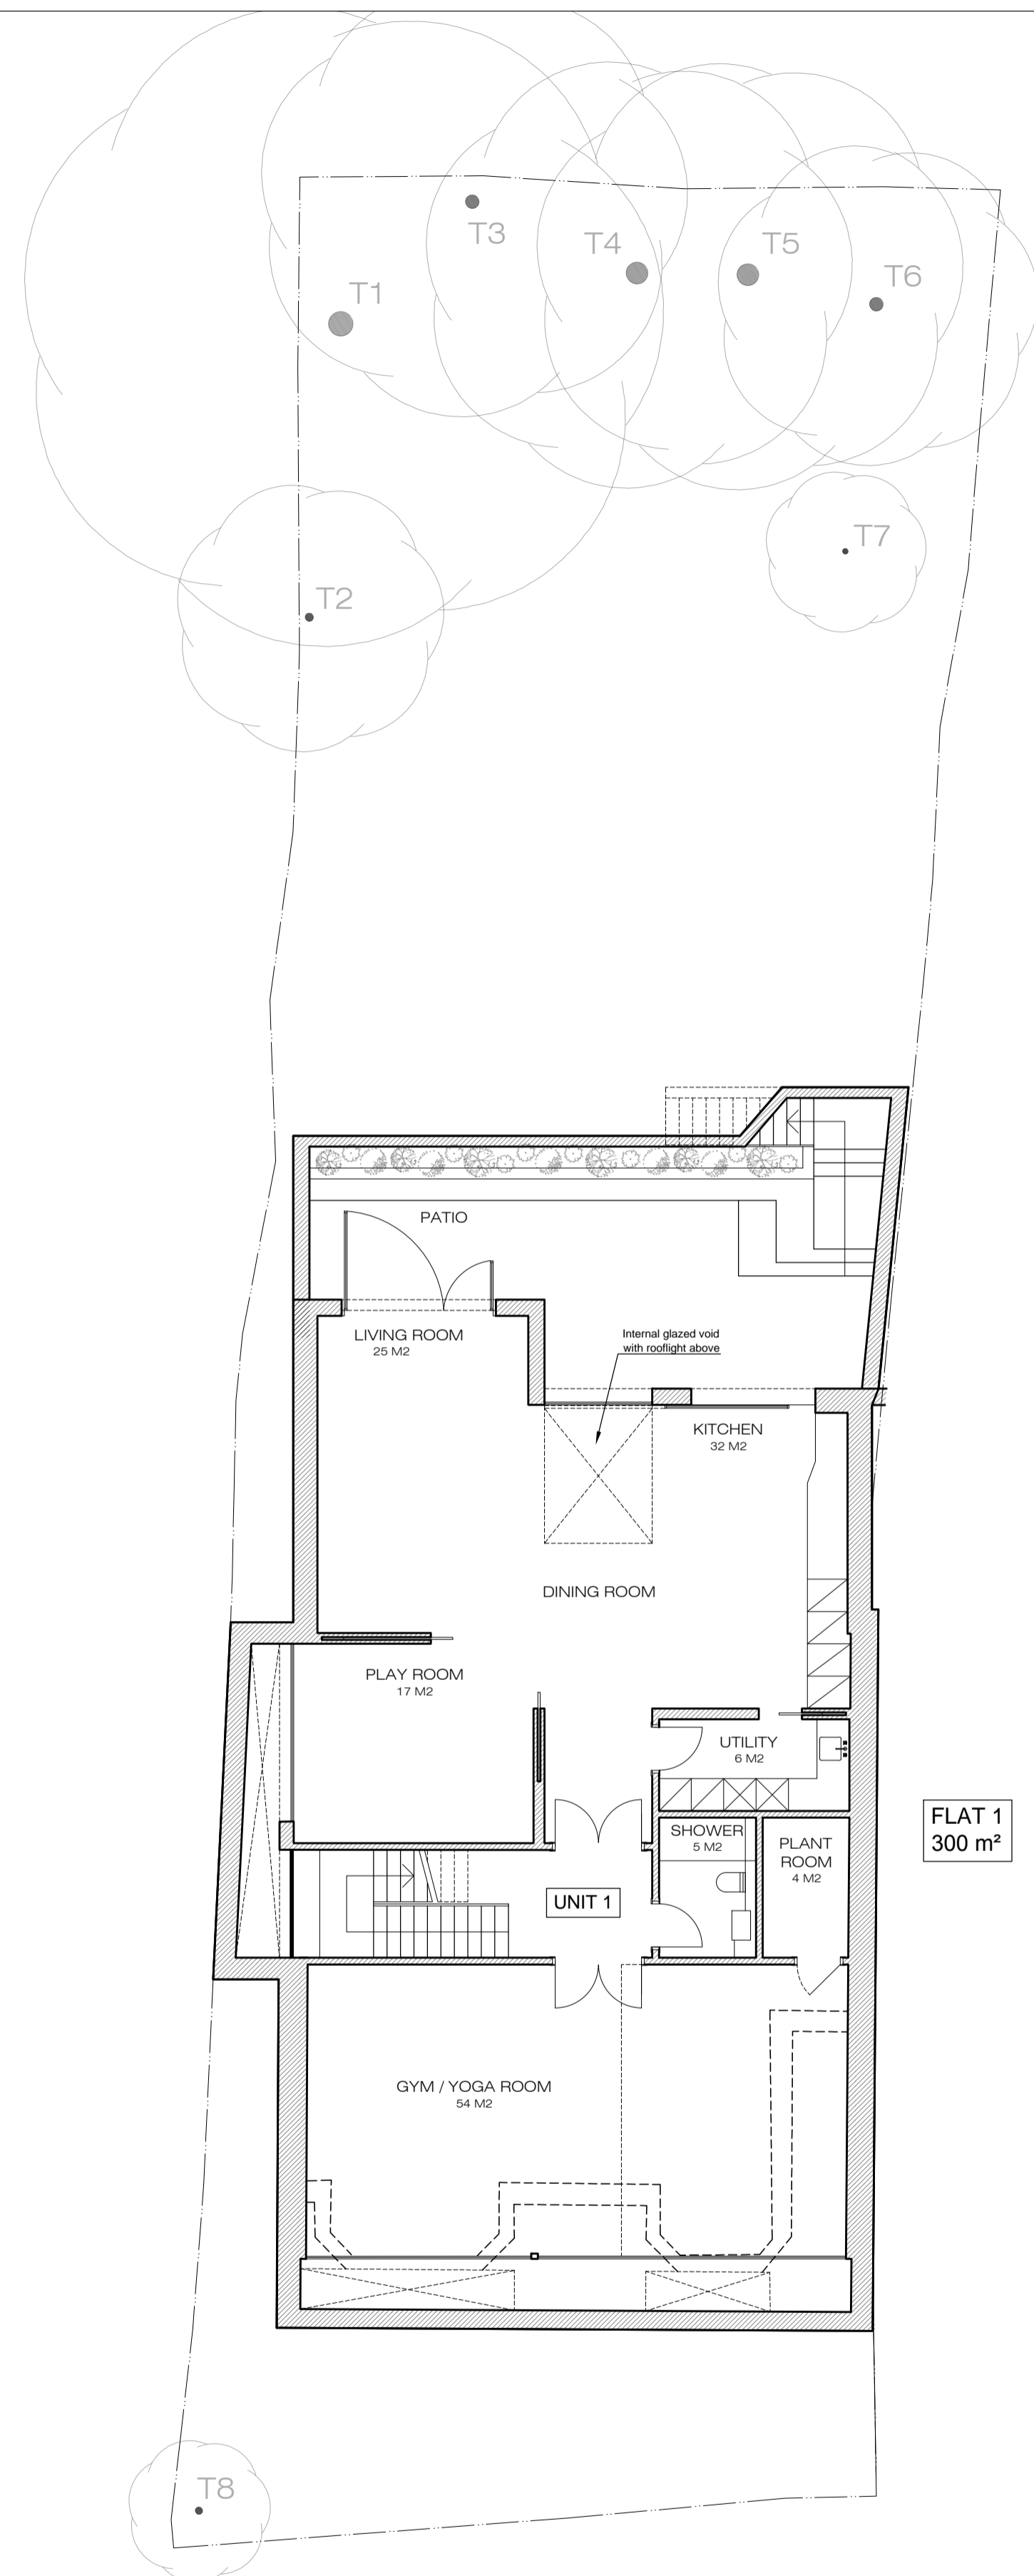 T3
T4
T5
T6
T1
T7
T2
PATIO
LIVING ROOM
25 M2
Internal glazed void
with rooflight above
KITCHEN
32 M2
DINING ROOM
PLAY ROOM
17 M2
UTILITY
6 M2
FLAT 1
300 m²
SHOWER
5 M2
PLANT
ROOM
4 M2
UNIT 1
GYM / YOGA ROOM
54 M2
T8